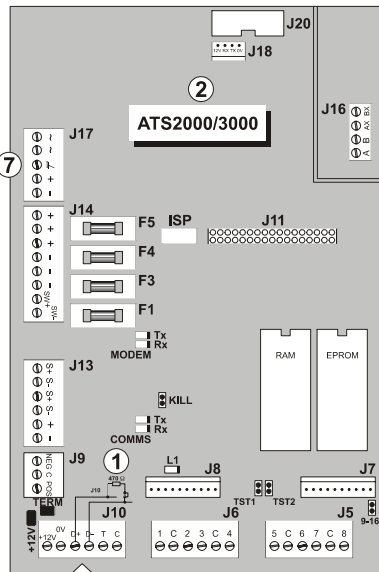 J20
12V RX TX 0V
J18
2
ATS2000/3000
J16
BX
AX
B
A
J17
~
~
+
-
7
J14
+
+
+
-
-
-
SW+
SW-
F5
F4
F3
F1
ISP
J11
Tx
Rx
MODEM
RAM
EPROM
KILL
Tx
Rx
COMMS
J13
S+
S-
S+
S-
+
-
J9
NEG C POS
1
470 Ω
J10
L1
J8
J7
TERM
TST1
TST2
9-16
+12V
+12V 0V D+ D- T C
J10
1 C 2 3 C 4
J6
5 C 6 7 C 8
J5